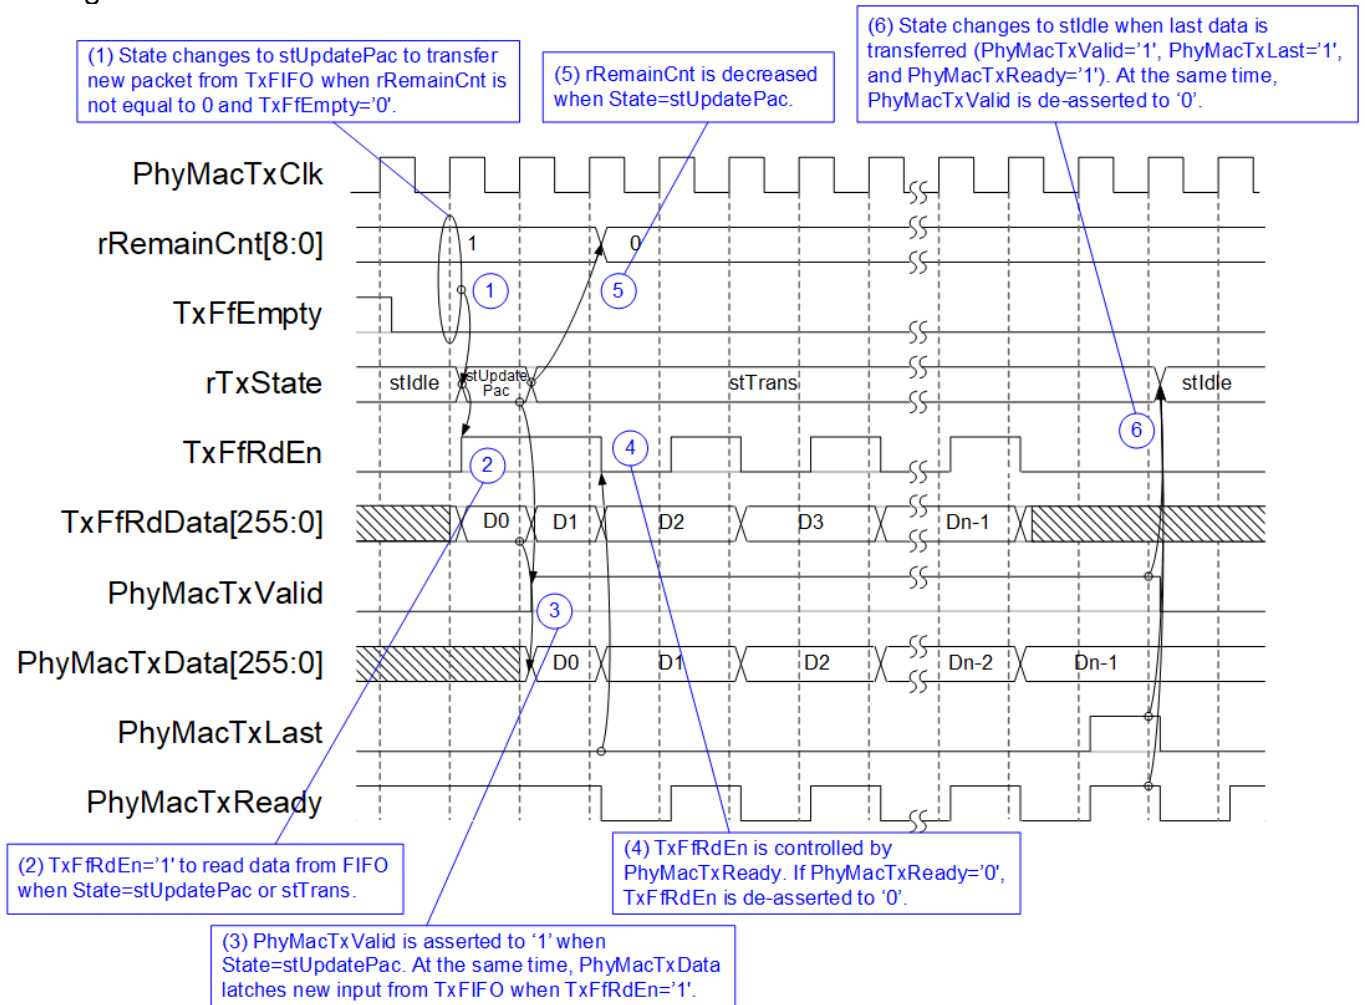 (6) State changes to stIdle when last data is
transferred (PhyMacTxValid='1', PhyMacTxLast='1',
and PhyMacTxReady='1'). At the same time,
PhyMacTxValid is de-asserted to ‘0’.
(1) State changes to stUpdatePac to transfer
new packet from TxFIFO when rRemainCnt is
not equal to 0 and TxFfEmpty='0'.
(5) rRemainCnt is decreased
when State=stUpdatePac.
PhyMacTxClk
rRemainCnt[8:0]
1
0
1
5
TxFfEmpty
rTxState
stIdle
stUpdate
Pac
stTrans
stIdle
6
TxFfRdEn
2
4
TxFfRdData[255:0]
D0
D1
D2
D3
Dn-1
PhyMacTxValid
3
PhyMacTxData[255:0]
D0
D1
D2
Dn-2
Dn-1
PhyMacTxLast
PhyMacTxReady
(2) TxFfRdEn='1' to read data from FIFO
when State=stUpdatePac or stTrans.
(4) TxFfRdEn is controlled by
PhyMacTxReady. If PhyMacTxReady='0',
TxFfRdEn is de-asserted to ‘0’.
(3) PhyMacTxValid is asserted to ‘1’ when
State=stUpdatePac. At the same time, PhyMacTxData
latches new input from TxFIFO when TxFfRdEn='1'.